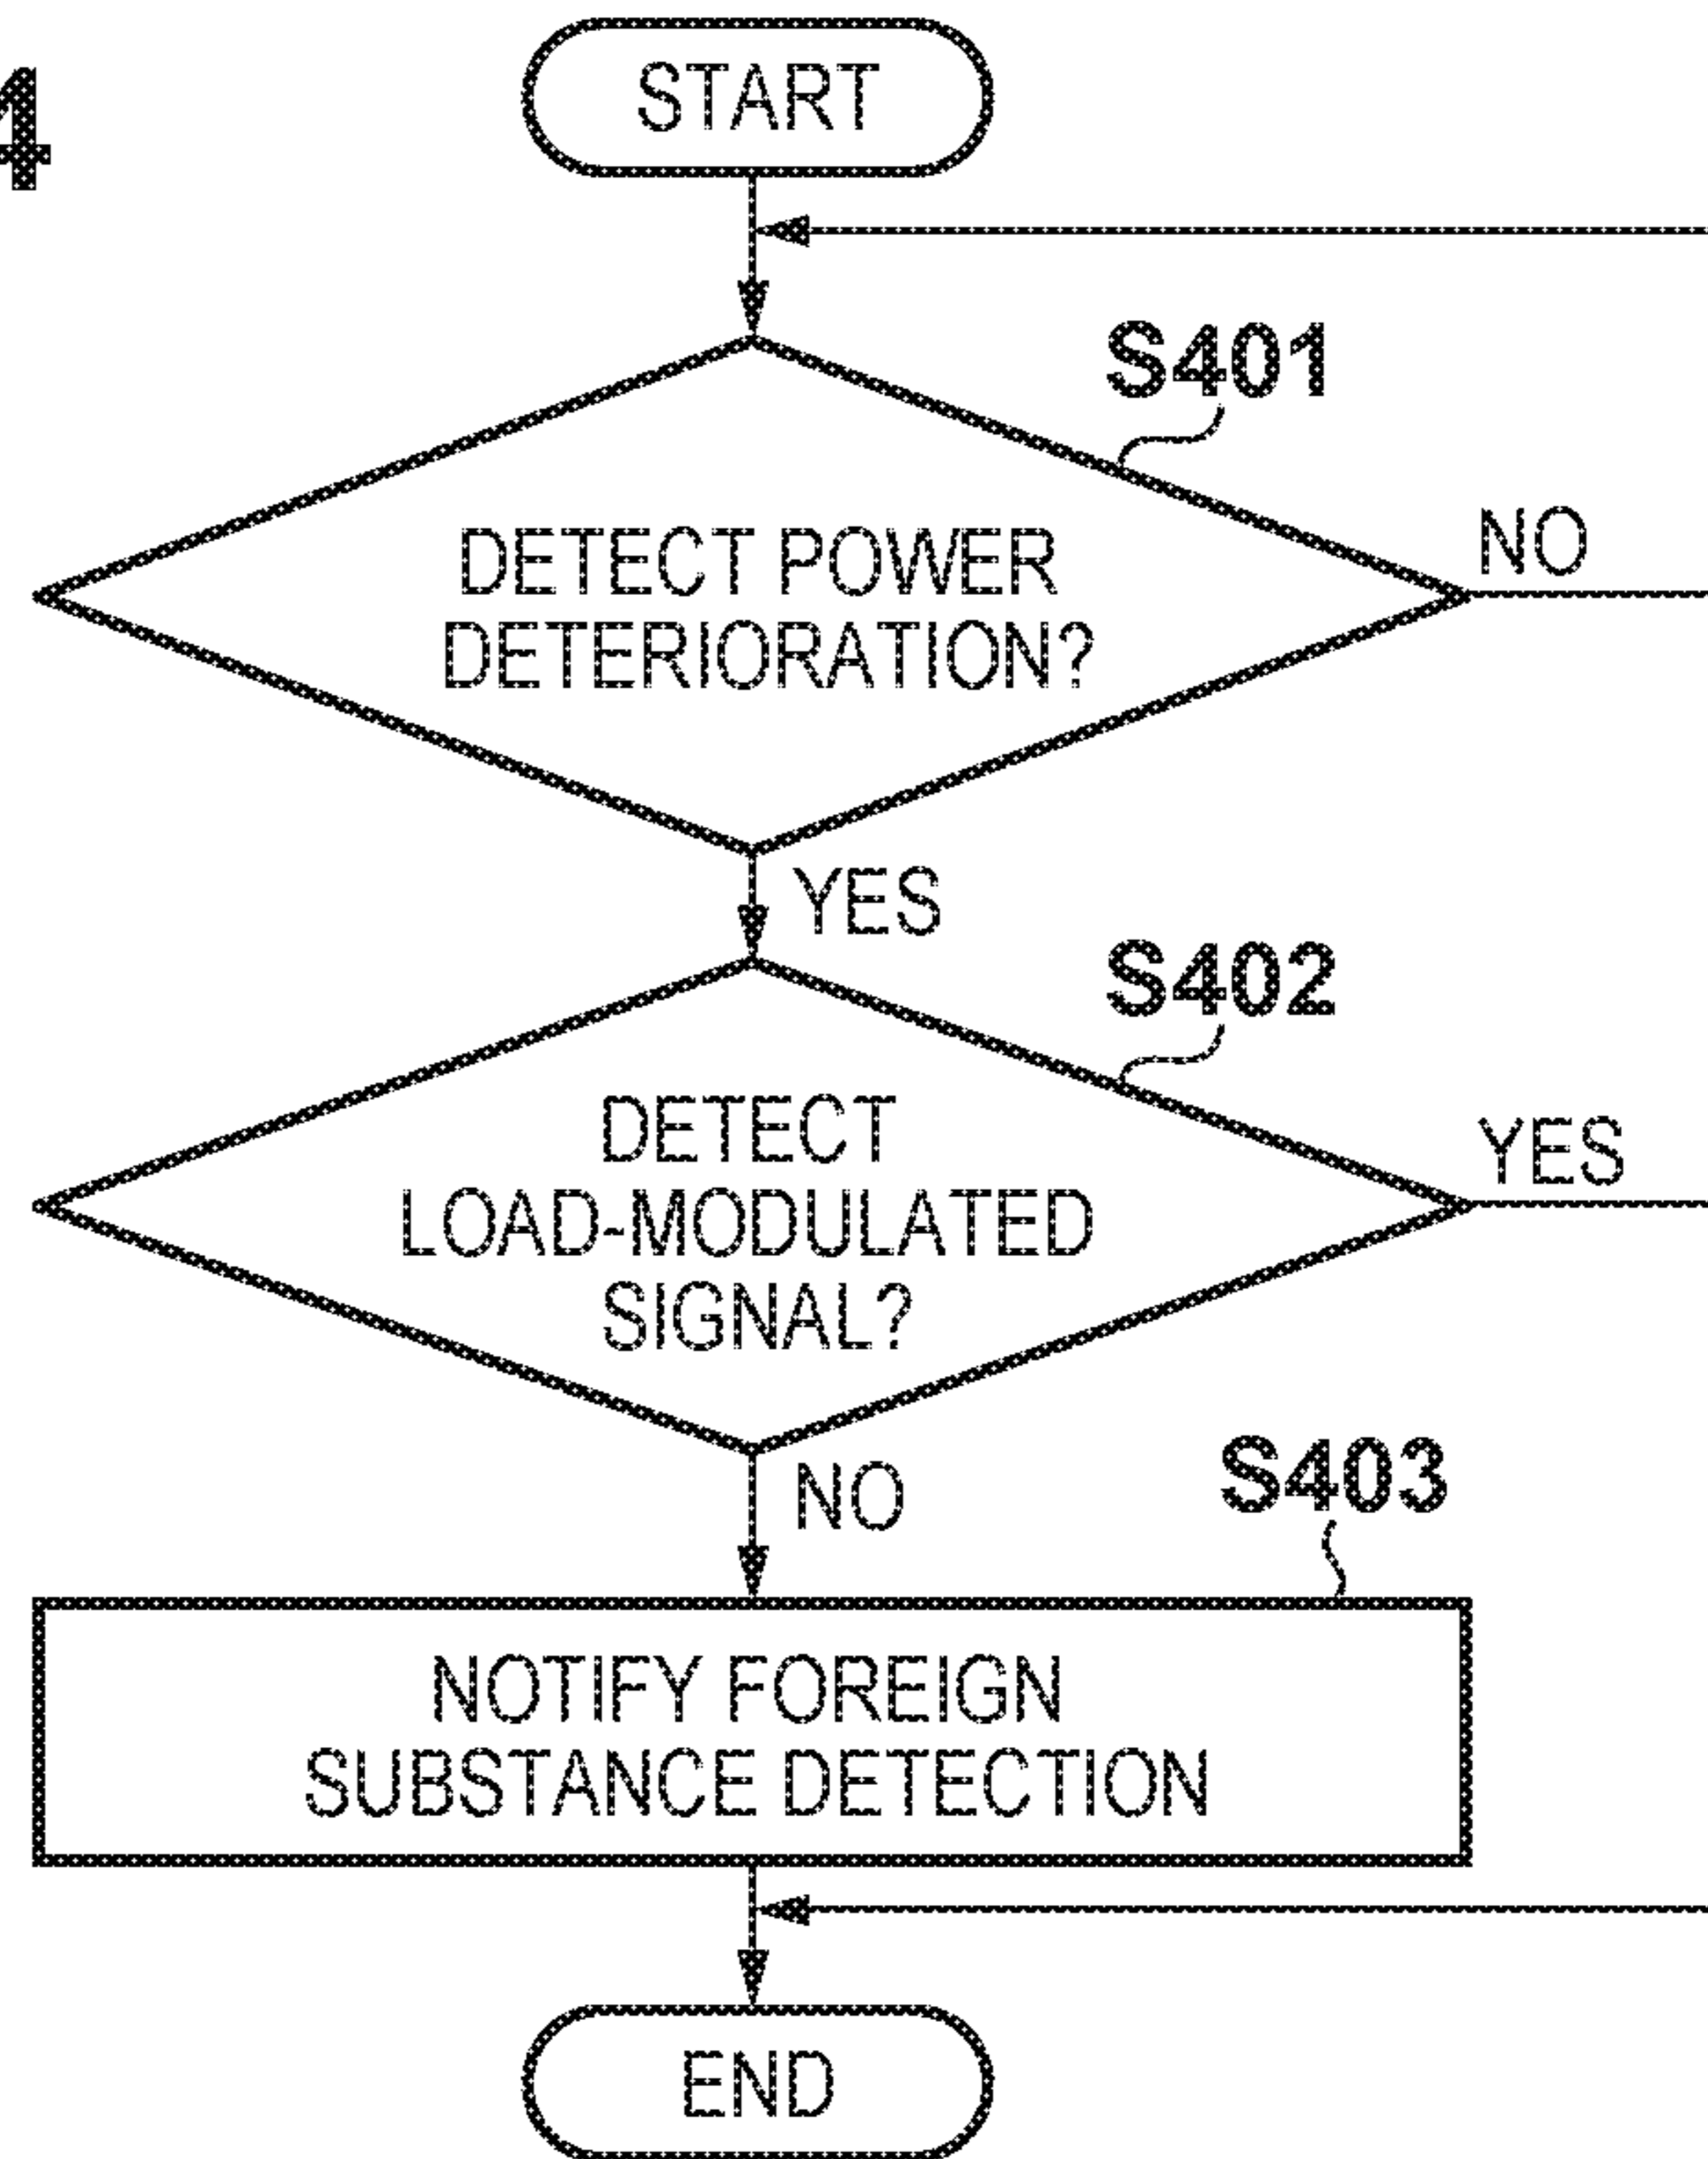 4
START
S401
DETECT POWER
DETERIORATION?
NO
YES
S402
DETECT
LOAD-MODULATED
SIGNAL?
YES
NO
S403
NOTIFY FOREIGN
SUBSTANCE DETECTION
END